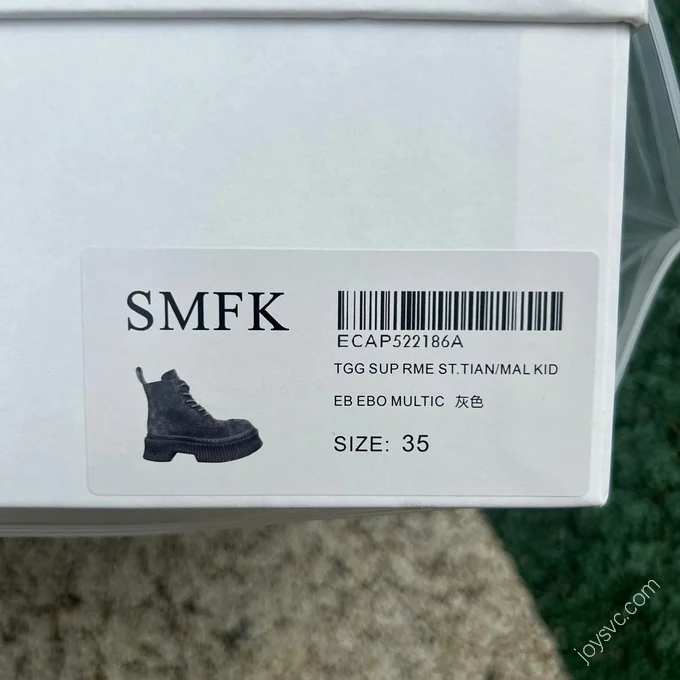 SMFK
ECAP522186A
TGG SUP RME ST.TIAN/MAL KID
EB EBO MULTIC 灰色
SIZE: 35
joysvc.com